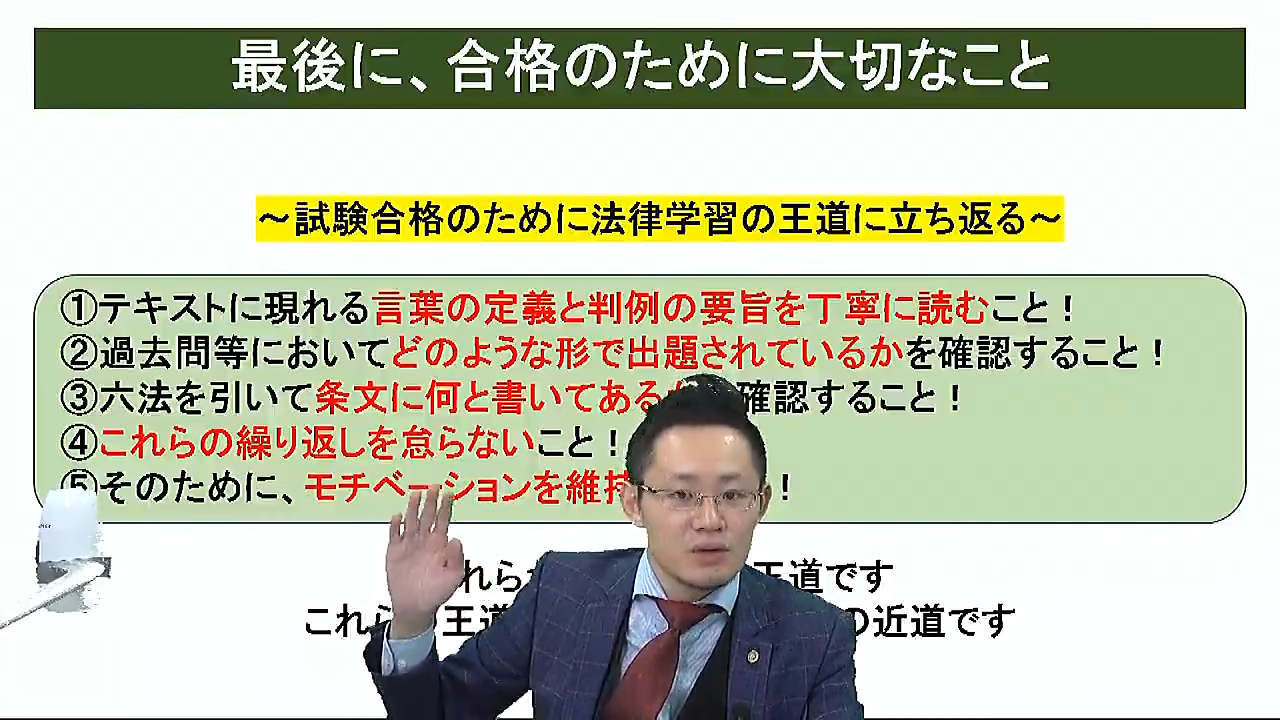 最後に、合格のために大切なこと
～試験合格のために法律学習の王道に立ち返る～
①テキストに現れる言葉の定義と判例の要旨を丁寧に読むこと！
②過去問等においてどのような形で出題されているかを確認すること！
③六法を引いて条文に何と書いてある 確認すること！
④これらの繰り返しを怠らないこと！
⑤そのために、モチベーションを維持 ！
れら 王道です
これら 王道 の近道です